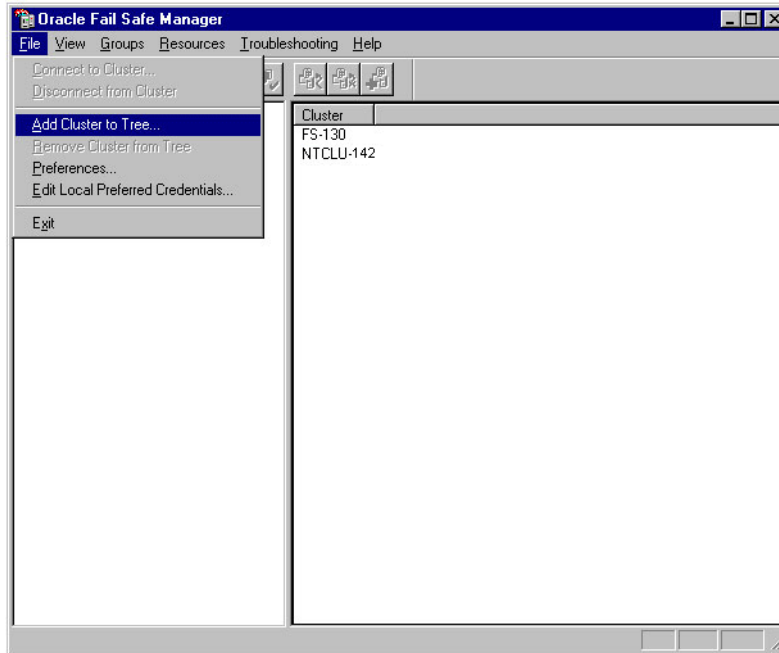 Oracle Fail Safe Manager
File View Groups Resources Troubleshooting Help
Connect to Cluster...
Disconnect from Cluster
Add Cluster to Tree...
Remove Cluster from Tree
Preferences...
Edit Local Preferred Credentials...
Exit
Cluster
FS-130
NTCLU-142